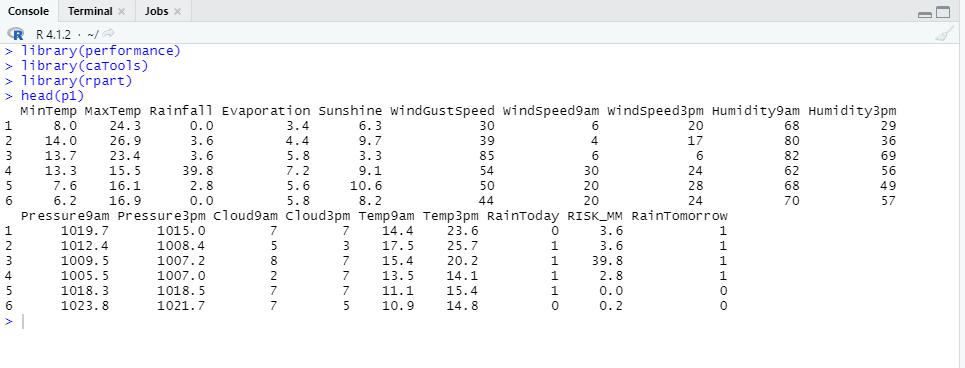 Console Terminal × Jobs ×
R R 4.1.2 · ~/
> library(performance)
> library(caTools)
> library(rpart)
> head(p1)
MinTemp MaxTemp Rainfall Evaporation Sunshine WindGustSpeed WindSpeed9am WindSpeed3pm Humidity9am Humidity3pm
1 8.0 24.3 0.0 3.4 6.3 30 6 20 68 29
2 14.0 26.9 3.6 4.4 9.7 39 4 17 80 36
3 13.7 23.4 3.6 5.8 3.3 85 6 6 82 69
4 13.3 15.5 39.8 7.2 9.1 54 30 24 62 56
5 7.6 16.1 2.8 5.6 10.6 50 20 28 68 49
6 6.2 16.9 0.0 5.8 8.2 44 20 24 70 57
Pressure9am Pressure3pm Cloud9am Cloud3pm Temp9am Temp3pm RainToday RISK_MM RainTomorrow
1 1019.7 1015.0 7 7 14.4 23.6 0 3.6 1
2 1012.4 1008.4 5 3 17.5 25.7 1 3.6 1
3 1009.5 1007.2 8 7 15.4 20.2 1 39.8 1
4 1005.5 1007.0 2 7 13.5 14.1 1 2.8 1
5 1018.3 1018.5 7 7 11.1 15.4 1 0.0 0
6 1023.8 1021.7 7 5 10.9 14.8 0 0.2 0
>